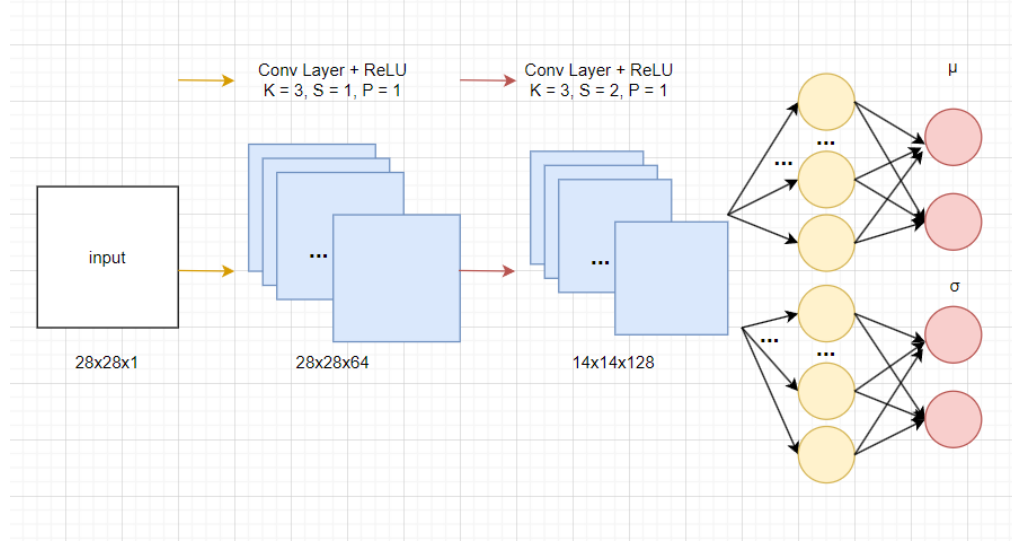 Conv Layer + ReLU
K = 3, S = 1, P = 1
Conv Layer + ReLU
K = 3, S = 2, P = 1
μ
...
...
input
...
...
σ
...
...
28x28x1
28x28x64
14x14x128